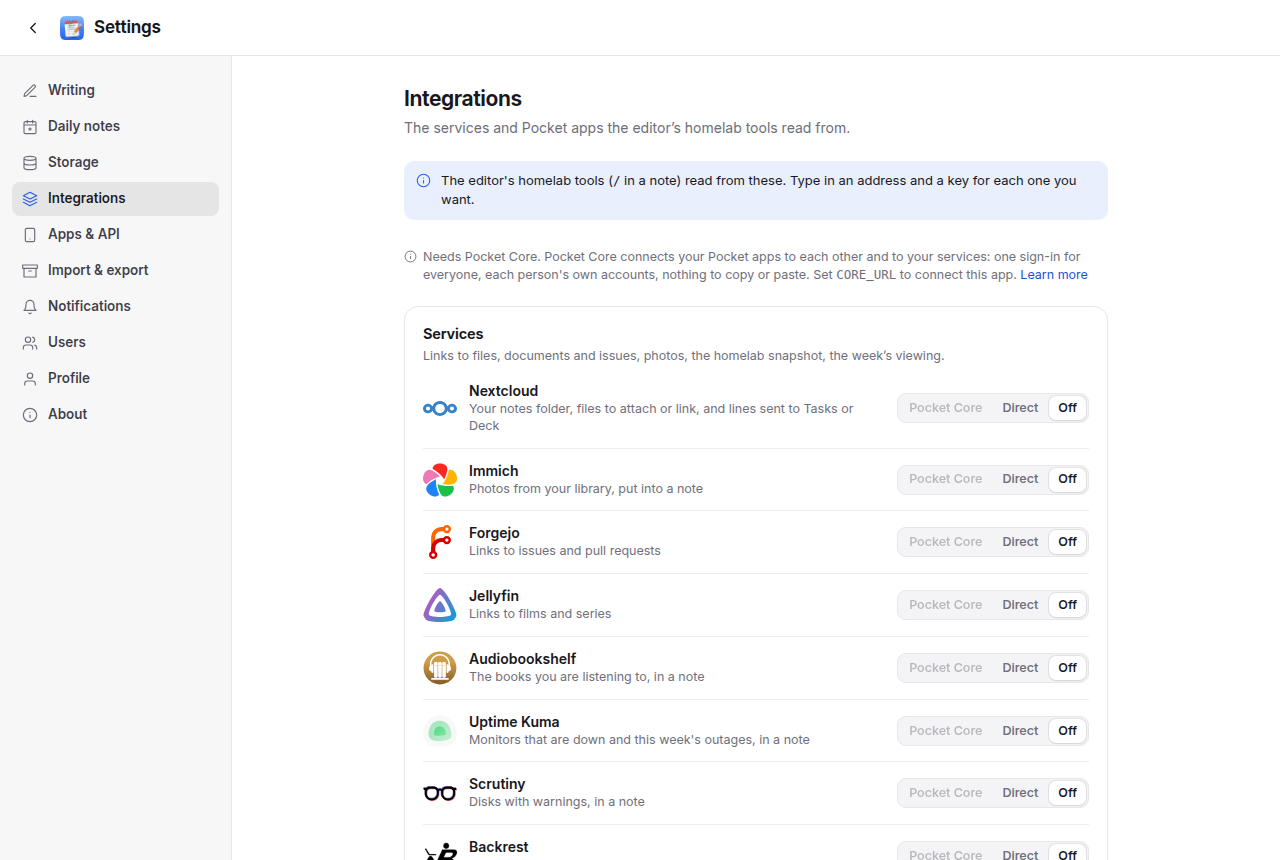 Settings
Writing
Daily notes
Storage
Integrations
Apps & API
Import & export
Notifications
Users
Profile
About
Integrations
The services and Pocket apps the editor’s homelab tools read from.
The editor's homelab tools (/ in a note) read from these. Type in an address and a key for each one you
want.
Needs Pocket Core. Pocket Core connects your Pocket apps to each other and to your services: one sign-in for
everyone, each person's own accounts, nothing to copy or paste. Set CORE_URL to connect this app. Learn more
Services
Links to files, documents and issues, photos, the homelab snapshot, the week’s viewing.
Nextcloud
Your notes folder, files to attach or link, and lines sent to Tasks or
Deck
Pocket Core Direct Off
Immich
Photos from your library, put into a note
Pocket Core Direct Off
Forgejo
Links to issues and pull requests
Pocket Core Direct Off
Jellyfin
Links to films and series
Pocket Core Direct Off
Audiobookshelf
The books you are listening to, in a note
Pocket Core Direct Off
Uptime Kuma
Monitors that are down and this week's outages, in a note
Pocket Core Direct Off
Scrutiny
Disks with warnings, in a note
Pocket Core Direct Off
Backrest
Pocket Core Direct Off